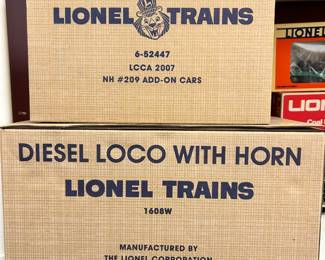 LIONEL TRAINS
6-52447
LCCA 2007
NH #209 ADD-ON CARS
LIONEL
LIO
DIESEL LOCO WITH HORN
LIONEL TRAINS
1608W
MANUFACTURED BY
THE LIONEL CORPORATION